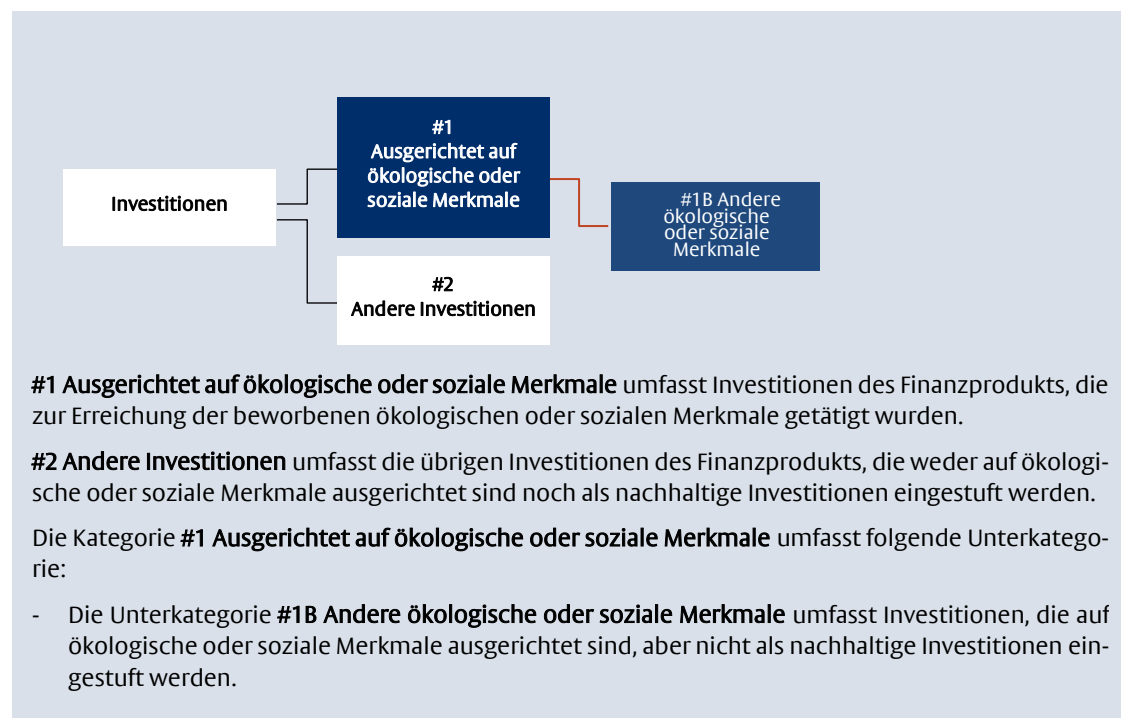 #1
Ausgerichtet auf
ökologische oder
soziale Merkmale
Investitionen
#1B Andere
ökologische
oder soziale
Merkmale
#2
Andere Investitionen
#1 Ausgerichtet auf ökologische oder soziale Merkmale umfasst Investitionen des Finanzprodukts, die
zur Erreichung der beworbenen ökologischen oder sozialen Merkmale getätigt wurden.
#2 Andere Investitionen umfasst die übrigen Investitionen des Finanzprodukts, die weder auf ökologi-
sche oder soziale Merkmale ausgerichtet sind noch als nachhaltige Investitionen eingestuft werden.
Die Kategorie #1 Ausgerichtet auf ökologische oder soziale Merkmale umfasst folgende Unterkatego-
rie:
- Die Unterkategorie #1B Andere ökologische oder soziale Merkmale umfasst Investitionen, die auf
ökologische oder soziale Merkmale ausgerichtet sind, aber nicht als nachhaltige Investitionen ein-
gestuft werden.